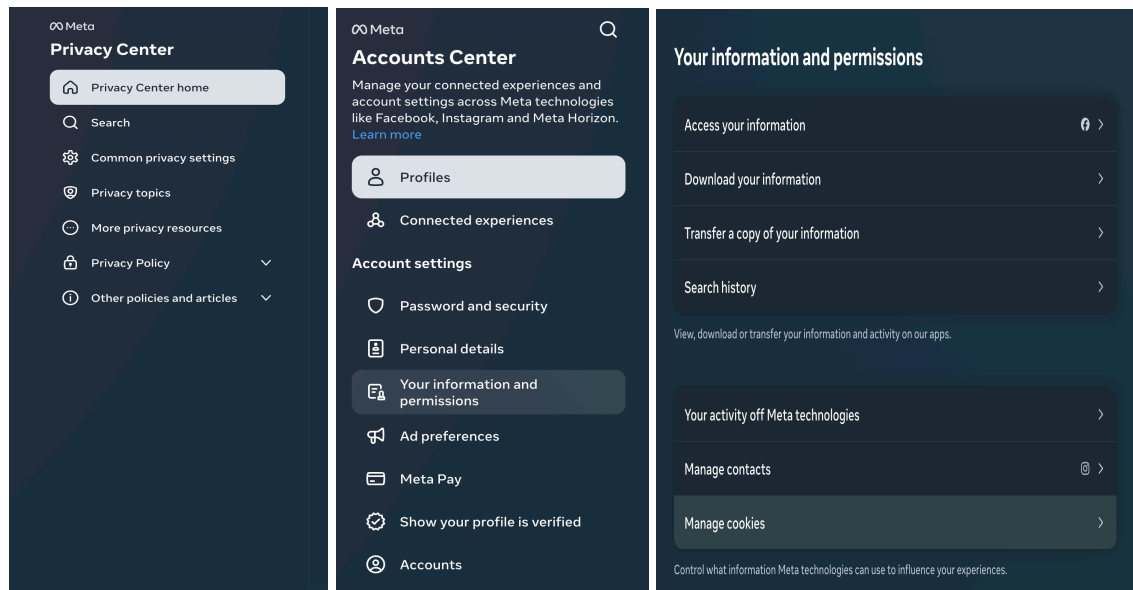 Meta
Privacy Center
Privacy Center home
Search
Common privacy settings
Privacy topics
More privacy resources
Privacy Policy
Other policies and articles
Meta
Accounts Center
Manage your connected experiences and
account settings across Meta technologies
like Facebook, Instagram and Meta Horizon.
Learn more
Profiles
Connected experiences
Account settings
Password and security
Personal details
Your information and
permissions
Ad preferences
Meta Pay
Show your profile is verified
Accounts
Your information and permissions
Access your information
Download your information
Transfer a copy of your information
Search history
View, download or transfer your information and activity on our apps.
Your activity off Meta technologies
Manage contacts
Manage cookies
Control what information Meta technologies can use to influence your experiences.